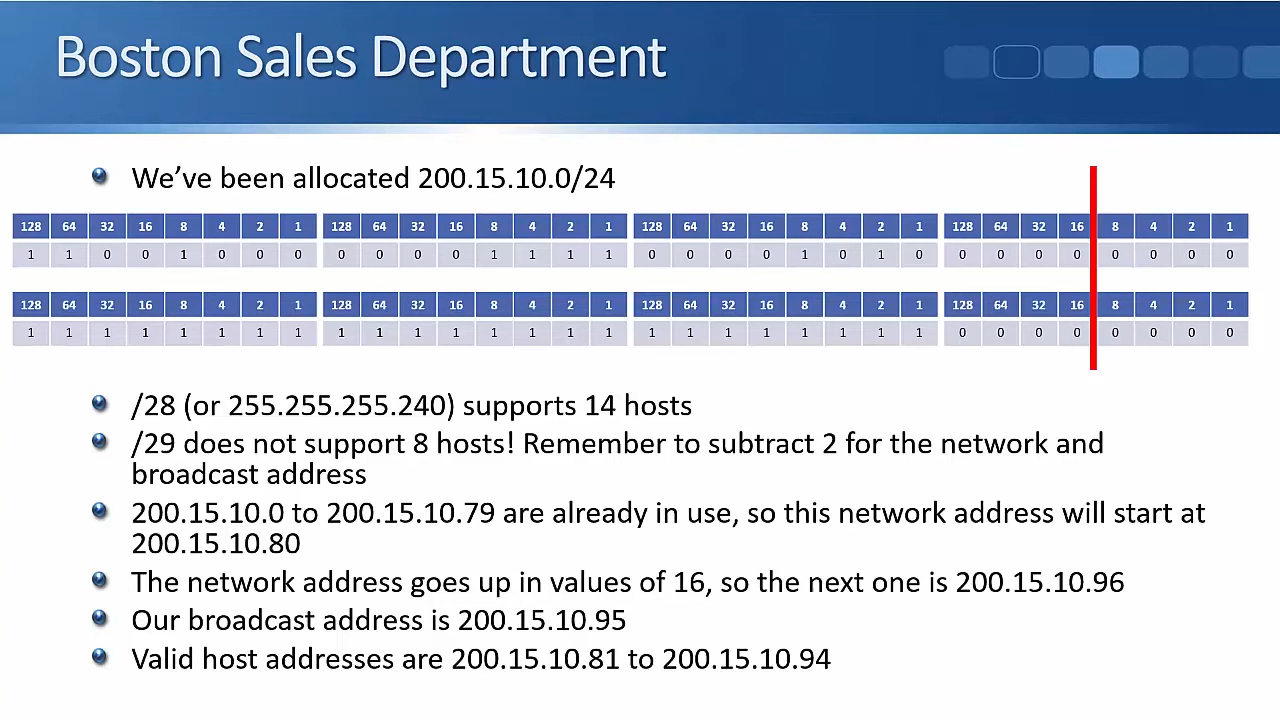 Boston Sales Department
We've been allocated 200.15.10.0/24
128 64 32 16 8 4 2 1 128 64 32 16 8 4 2 1 128 64 32 16 8 4 2 1 128 64 32 16 8 4 2 1
1 1 0 0 1 0 0 0 0 0 0 0 1 1 1 1 0 0 0 0 1 0 1 0 0 0 0 0 0 0 0 0
128 64 32 16 8 4 2 1 128 64 32 16 8 4 2 1 128 64 32 16 8 4 2 1 128 64 32 16 8 4 2 1
1 1 1 1 1 1 1 1 1 1 1 1 1 1 1 1 1 1 1 1 1 1 1 1 0 0 0 0 0 0 0 0
/28 (or 255.255.255.240) supports 14 hosts
/29 does not support 8 hosts! Remember to subtract 2 for the network and
broadcast address
200.15.10.0 to 200.15.10.79 are already in use, so this network address will start at
200.15.10.80
The network address goes up in values of 16, so the next one is 200.15.10.96
Our broadcast address is 200.15.10.95
Valid host addresses are 200.15.10.81 to 200.15.10.94